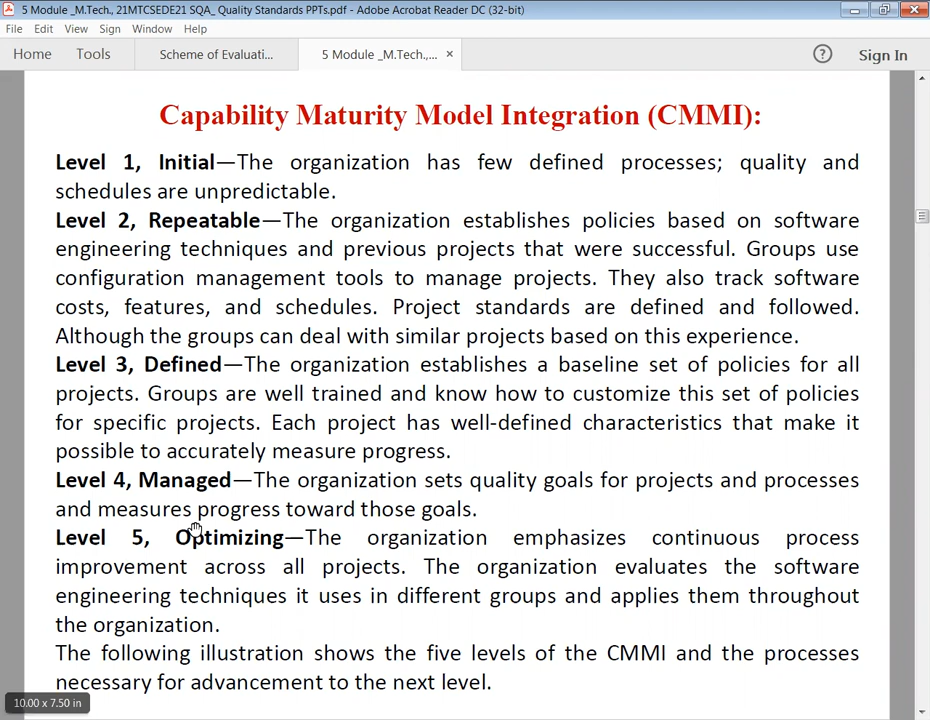 5 Module _M.Tech., 21MTCSEDE21 SQA_ Quality Standards PPTs.pdf - Adobe Acrobat Reader DC (32-bit)
File Edit View Sign Window Help
Home Tools Scheme of Evaluati... 5 Module _M.Tech.,... × ? Sign In
Capability Maturity Model Integration (CMMI):
Level 1, Initial—The organization has few defined processes; quality and
schedules are unpredictable.
Level 2, Repeatable—The organization establishes policies based on software
engineering techniques and previous projects that were successful. Groups use
configuration management tools to manage projects. They also track software
costs, features, and schedules. Project standards are defined and followed.
Although the groups can deal with similar projects based on this experience.
Level 3, Defined—The organization establishes a baseline set of policies for all
projects. Groups are well trained and know how to customize this set of policies
for specific projects. Each project has well-defined characteristics that make it
possible to accurately measure progress.
Level 4, Managed—The organization sets quality goals for projects and processes
and measures progress toward those goals.
Level 5, Optimizing—The organization emphasizes continuous process
improvement across all projects. The organization evaluates the software
engineering techniques it uses in different groups and applies them throughout
the organization.
The following illustration shows the five levels of the CMMI and the processes
necessary for advancement to the next level.
10.00 x 7.50 in